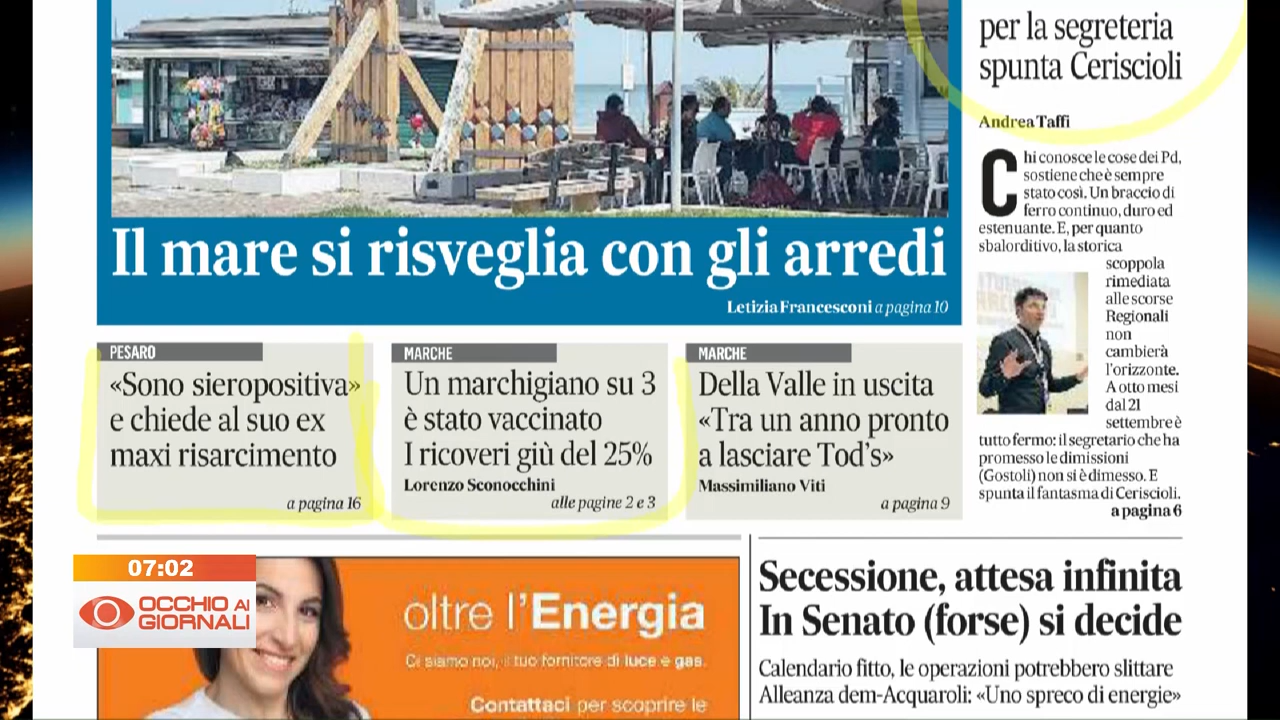 per la segreteria
spunta Ceriscioli
Andrea Taffi
Chi conosce le cose dei Pd,
sostiene che è sempre
stato così. Un braccio di
ferro continuo, duro ed
estenuante. E, per quanto
sbalorditivo, la storica
scoppola
rimediata
alle scorse
Regionali
non
cambierà
l'orizzonte.
A otto mesi
dal 21
settembre è
tutto fermo: il segretario che ha
promesso le dimissioni
(Gostoli) non si è dimesso. E
spunta il fantasma di Ceriscioli.
a pagina 6
Il mare si risveglia con gli arredi
Letizia Francesconi a pagina 10
PESARO
«Sono sieropositiva»
e chiede al suo ex
maxi risarcimento
a pagina 16
MARCHE
Un marchigiano su 3
è stato vaccinato
I ricoveri giù del 25%
Lorenzo Sconocchini
alle pagine 2 e 3
MARCHE
Della Valle in uscita
«Tra un anno pronto
a lasciare Tod's»
Massimiliano Viti
a pagina 9
07:02
OCCHIO AI
GIORNALI
oltre l'Energia
Ci siamo noi, il tuo fornitore di luce e gas.
Contattaci per scoprire le
Secessione, attesa infinita
In Senato (forse) si decide
Calendario fitto, le operazioni potrebbero slittare
Alleanza dem-Acquaroli: «Uno spreco di energie»